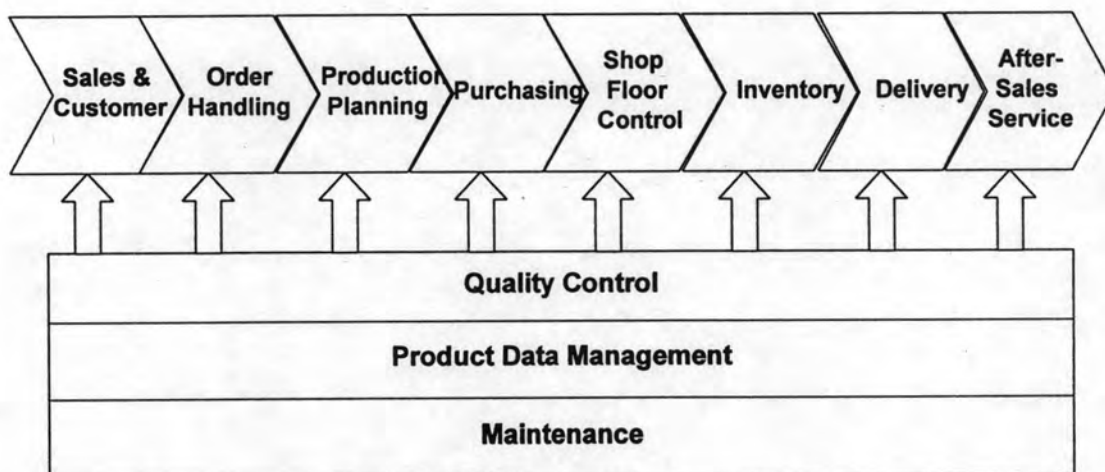 Sales &
Customer
Order
Handling
Production
Planning
Purchasing
Shop
Floor
Control
Inventory
Delivery
After-
Sales
Service
Quality Control
Product Data Management
Maintenance